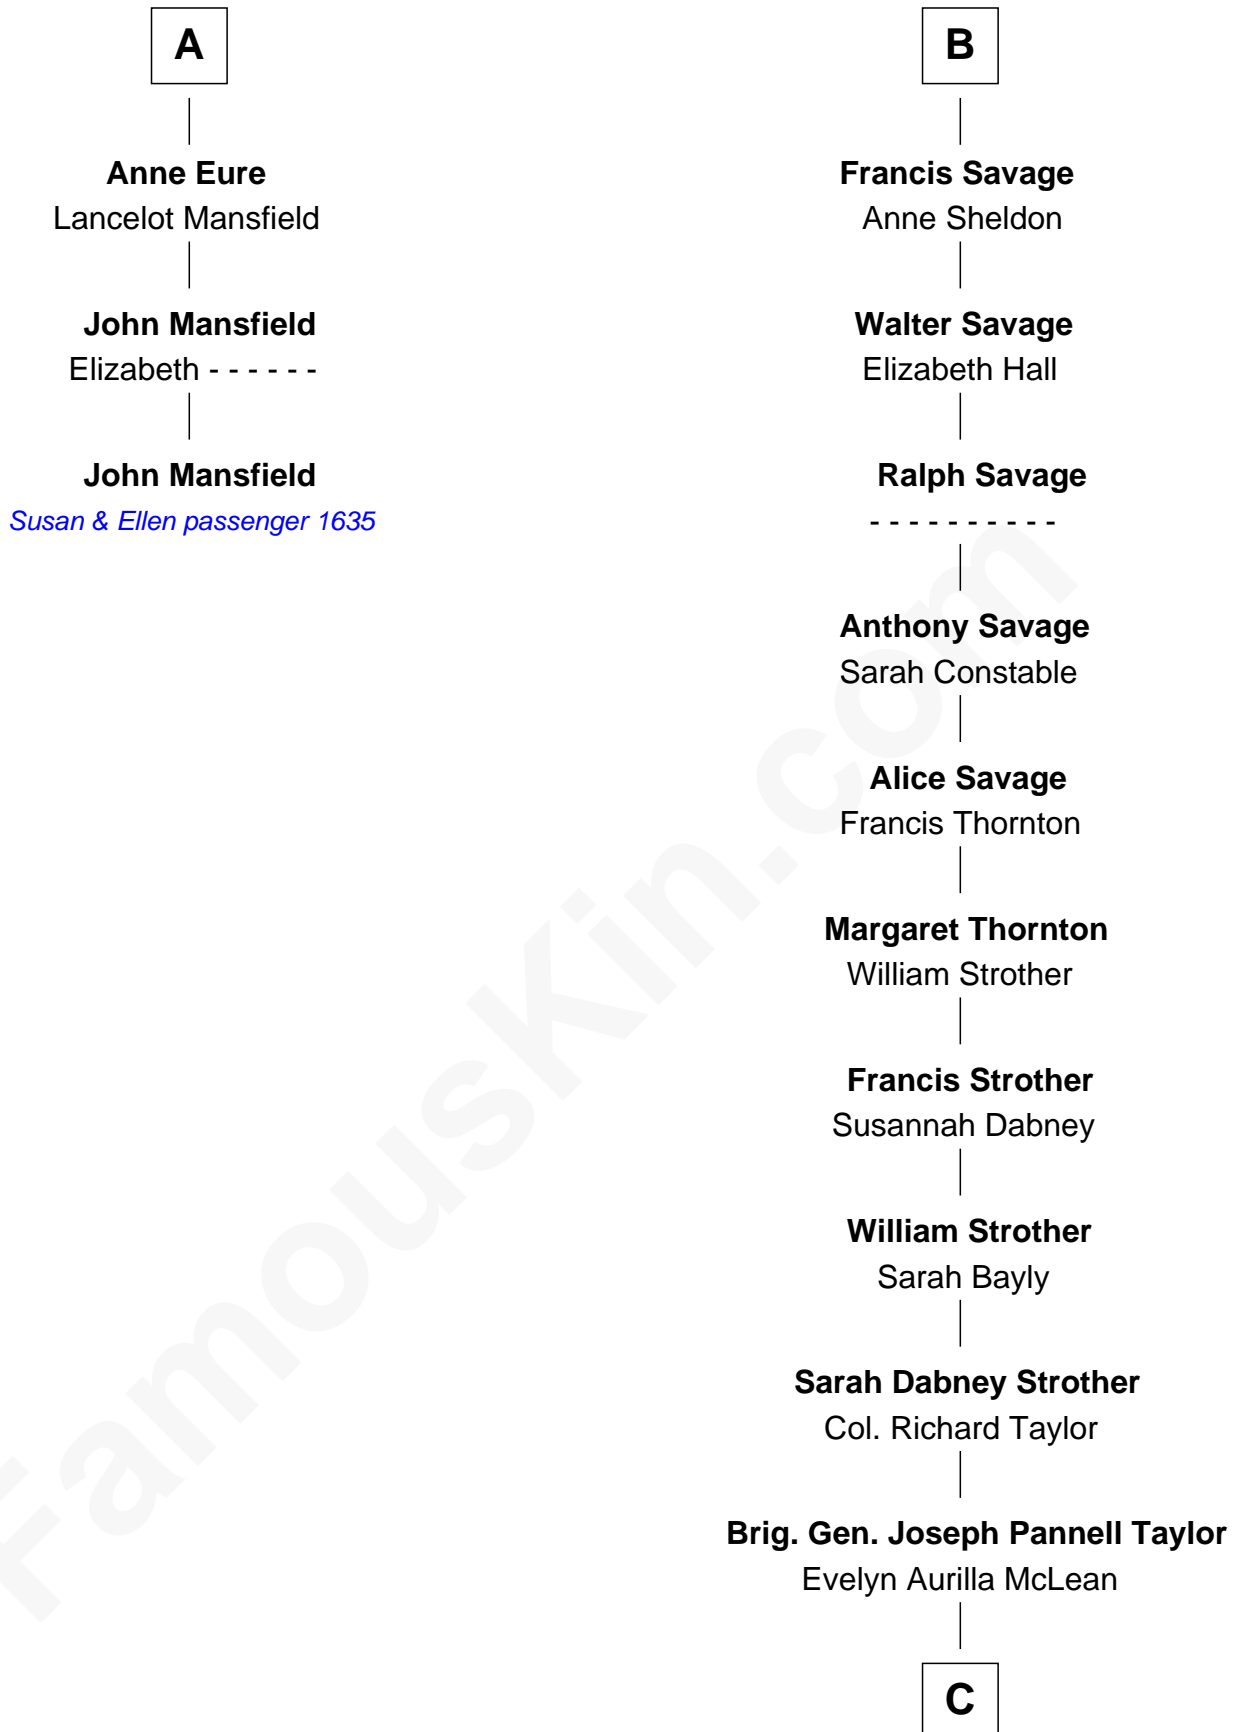 A
Anne Eure
Lancelot Mansfield
John Mansfield
Elizabeth - - - - - -
John Mansfield
Susan & Ellen passenger 1635
B
Francis Savage
Anne Sheldon
Walter Savage
Elizabeth Hall
Ralph Savage
- - - - - - - - - -
Anthony Savage
Sarah Constable
Alice Savage
Francis Thornton
Margaret Thornton
William Strother
Francis Strother
Susannah Dabney
William Strother
Sarah Bayly
Sarah Dabney Strother
Col. Richard Taylor
Brig. Gen. Joseph Pannell Taylor
Evelyn Aurilla McLean
C
FamousKin.com